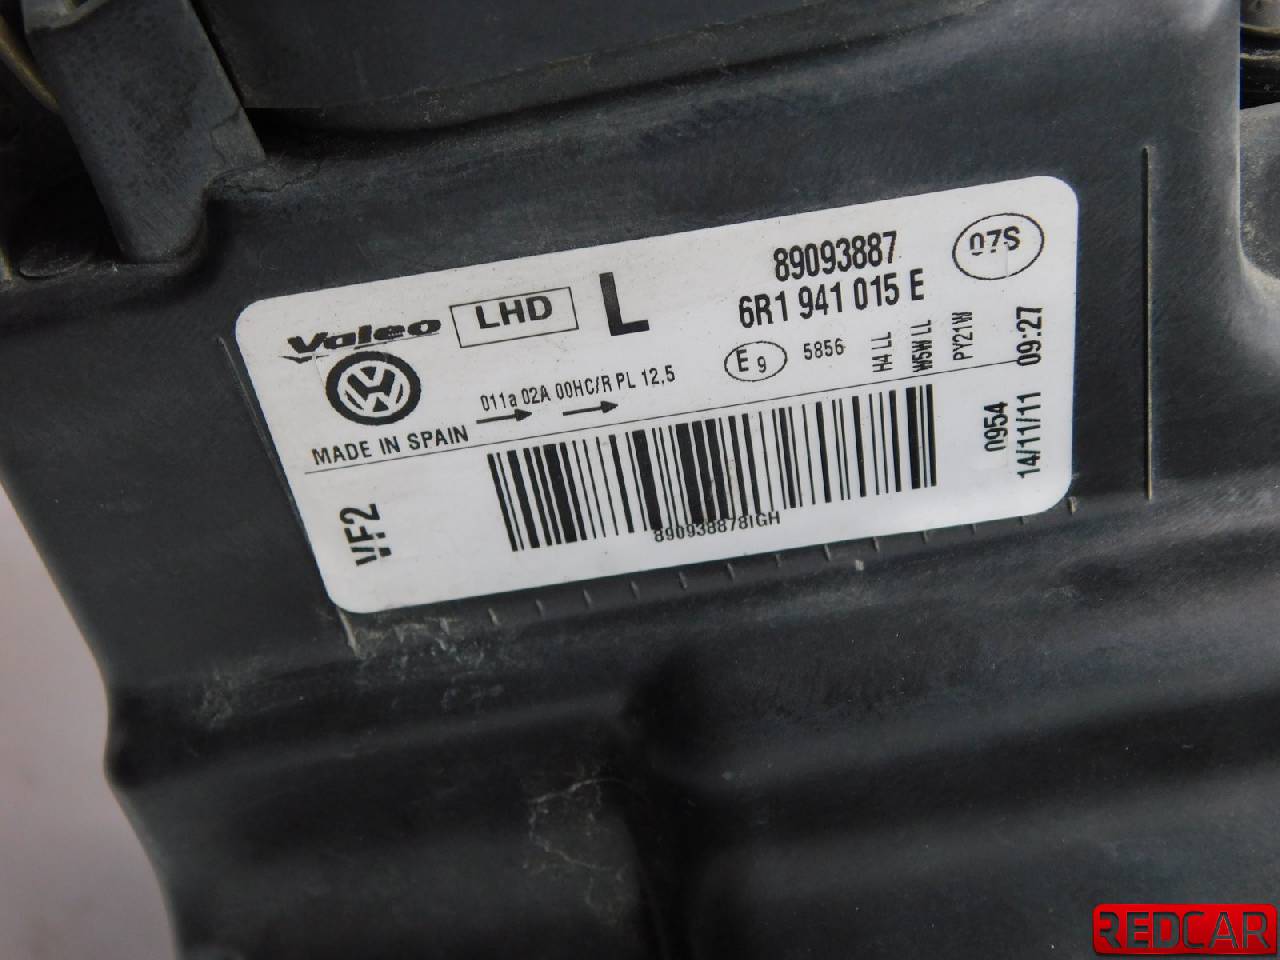 Valeo
LHD
L
89093887
6R1 941 015 E
07S
E9
5856
H4 LL
W5W LL
PY21W
011a 02A 00HC/R PL 12,5
MADE IN SPAIN
VF2
890938878IGH
0954
14/11/11 09:27
REDCAR